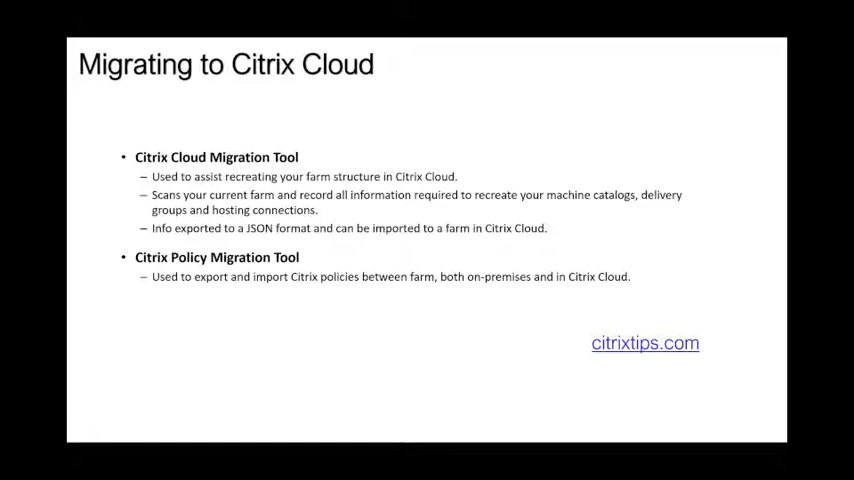 Migrating to Citrix Cloud
• Citrix Cloud Migration Tool
– Used to assist recreating your farm structure in Citrix Cloud.
– Scans your current farm and record all information required to recreate your machine catalogs, delivery
groups and hosting connections.
– Info exported to a JSON format and can be imported to a farm in Citrix Cloud.
• Citrix Policy Migration Tool
– Used to export and import Citrix policies between farm, both on-premises and in Citrix Cloud.
citrixtips.com